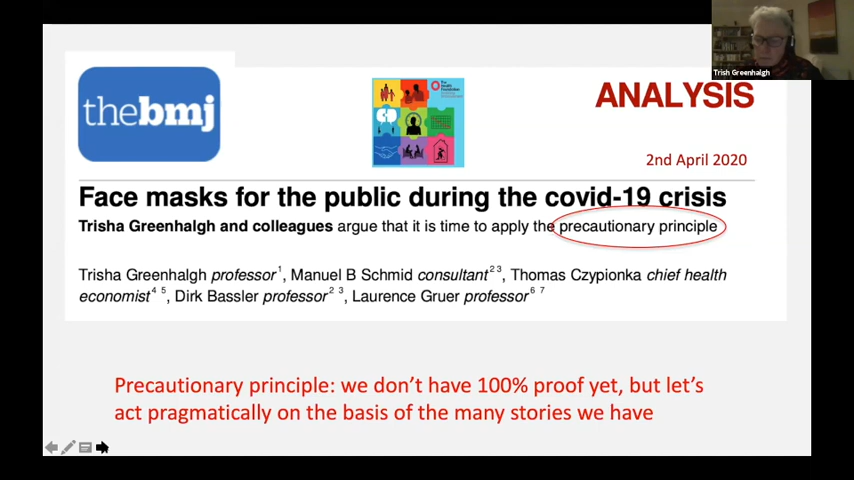 Trish Greenhalgh
thebmj
ANALYSIS
2nd April 2020
Face masks for the public during the covid-19 crisis
Trisha Greenhalgh and colleagues argue that it is time to apply the precautionary principle
Trisha Greenhalgh professor1, Manuel B Schmid consultant2 3, Thomas Czypionka chief health
economist4 5, Dirk Bassler professor2 3, Laurence Gruer professor6 7
Precautionary principle: we don’t have 100% proof yet, but let’s
act pragmatically on the basis of the many stories we have